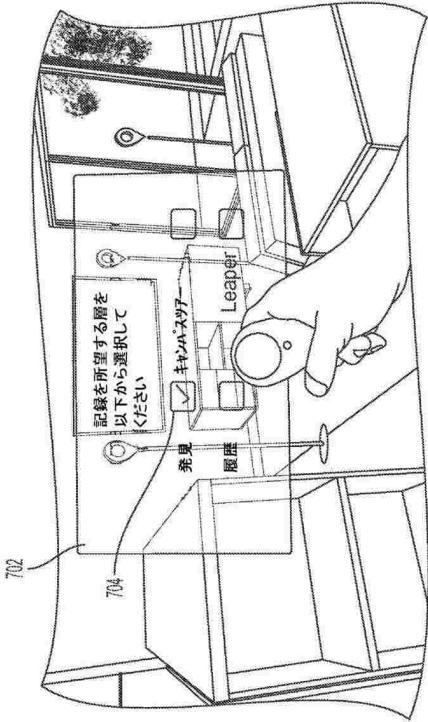 702
704
記録を所望する層を
以下から選択して
ください
発見
キャンパスツアー
履歴
Leaper